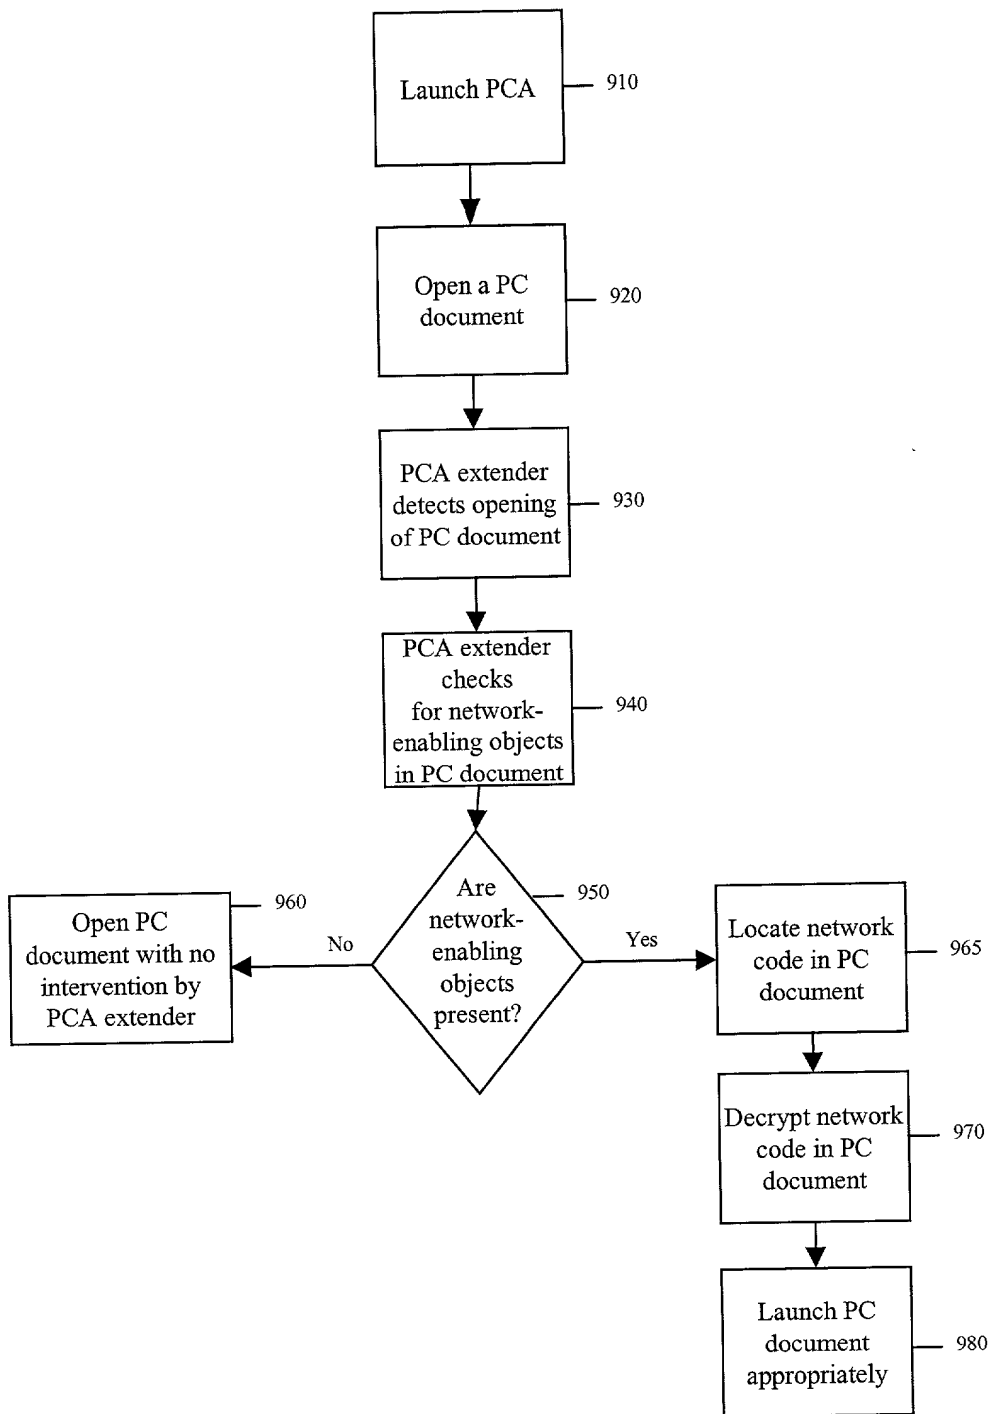 Launch PCA
910
Open a PC
document
920
PCA extender
detects opening
of PC document
930
PCA extender
checks
for network-
enabling objects
in PC document
940
Are
network-
enabling
objects
present?
950
No
Yes
Open PC
document with no
intervention by
PCA extender
960
Locate network
code in PC
document
965
Decrypt network
code in PC
document
970
Launch PC
document
appropriately
980